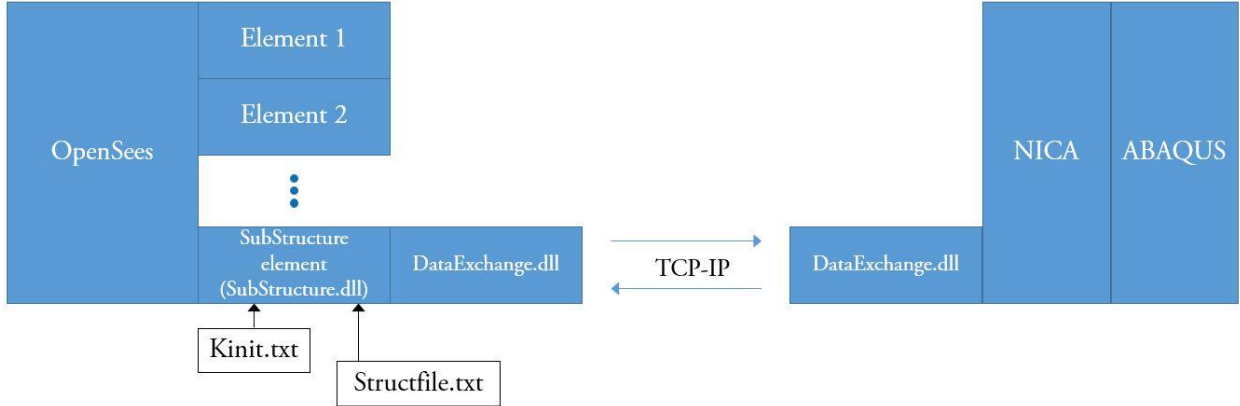 Element 1
Element 2
OpenSees
NICA
ABAQUS
SubStructure
element
(SubStructure.dll)
DataExchange.dll
TCP-IP
DataExchange.dll
Kinit.txt
Structfile.txt